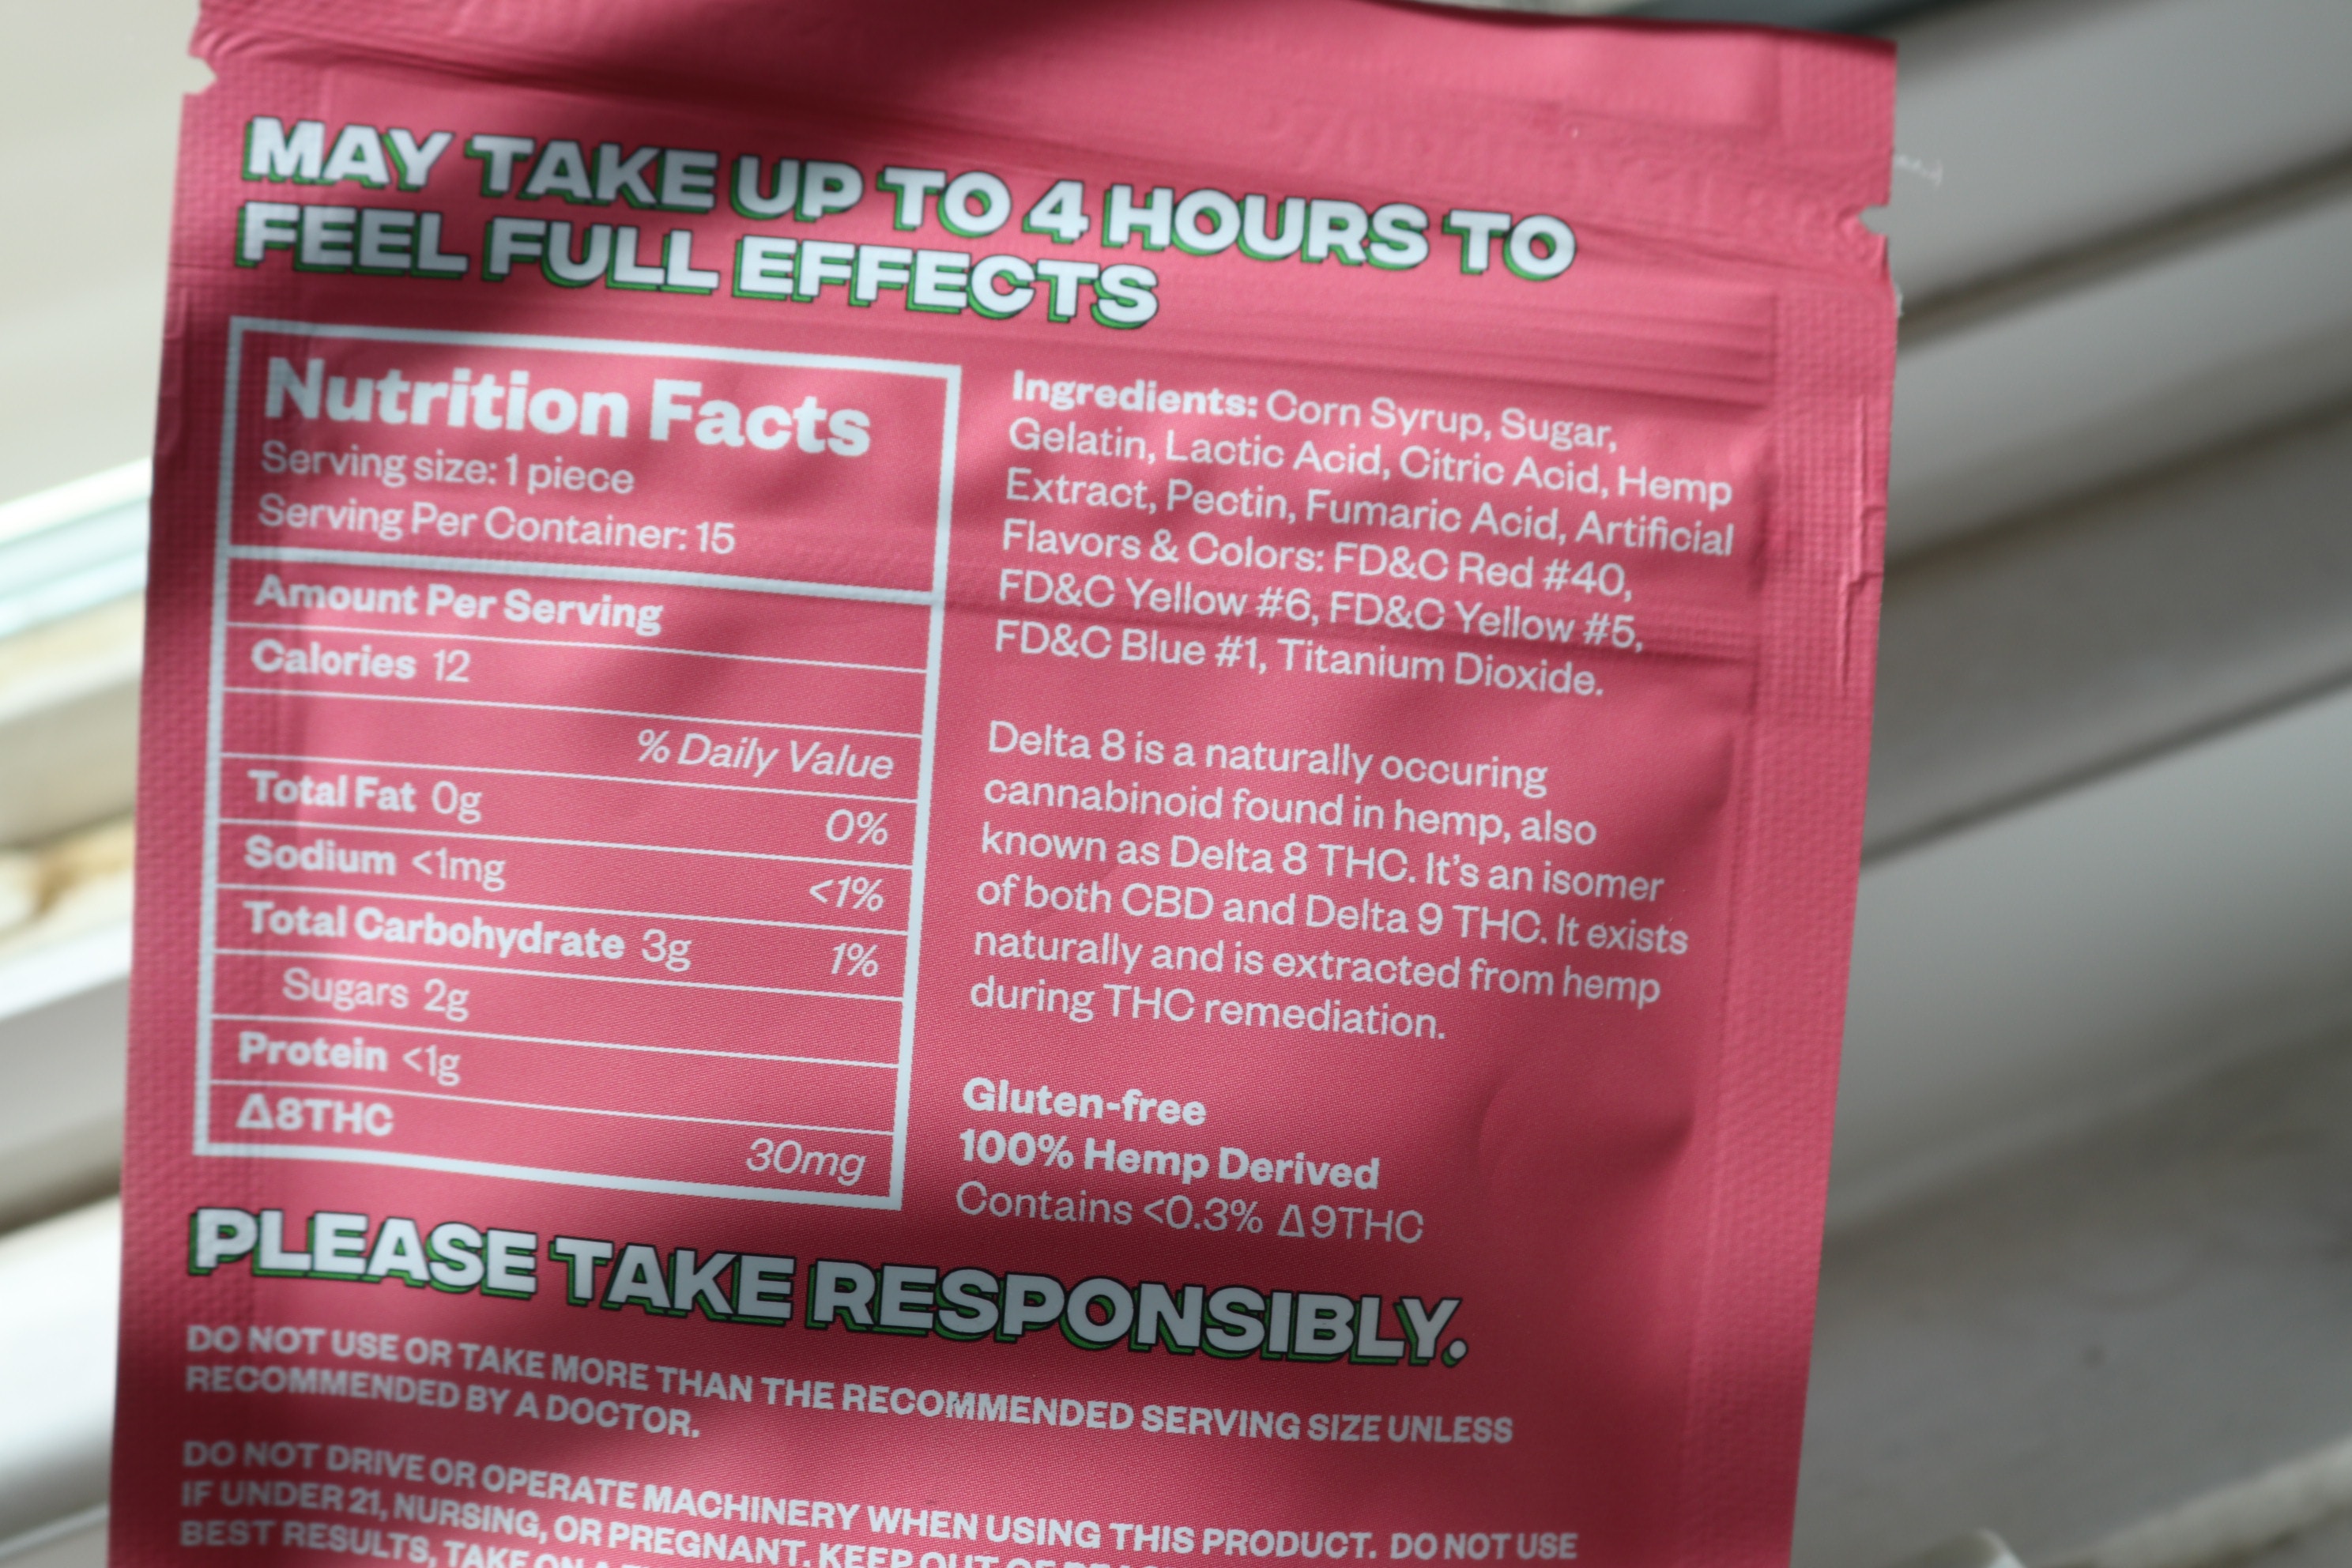 MAY TAKE UP TO 4 HOURS TO
FEEL FULL EFFECTS
Nutrition Facts
Serving size: 1 piece
Serving Per Container: 15
Amount Per Serving
Calories 12
% Daily Value
Total Fat 0g 0%
Sodium <1mg <1%
Total Carbohydrate 3g 1%
Sugars 2g
Protein <1g
Δ8THC 30mg
Ingredients: Corn Syrup, Sugar,
Gelatin, Lactic Acid, Citric Acid, Hemp
Extract, Pectin, Fumaric Acid, Artificial
Flavors & Colors: FD&C Red #40,
FD&C Yellow #6, FD&C Yellow #5,
FD&C Blue #1, Titanium Dioxide.
Delta 8 is a naturally occuring
cannabinoid found in hemp, also
known as Delta 8 THC. It's an isomer
of both CBD and Delta 9 THC. It exists
naturally and is extracted from hemp
during THC remediation.
Gluten-free
100% Hemp Derived
Contains <0.3% Δ9THC
PLEASE TAKE RESPONSIBLY.
DO NOT USE OR TAKE MORE THAN THE RECOMMENDED SERVING SIZE UNLESS
RECOMMENDED BY A DOCTOR.
DO NOT DRIVE OR OPERATE MACHINERY WHEN USING THIS PRODUCT. DO NOT USE
IF UNDER 21, NURSING, OR PREGNANT. KEEP OUT OF
BEST RESULTS, TAKE ON A